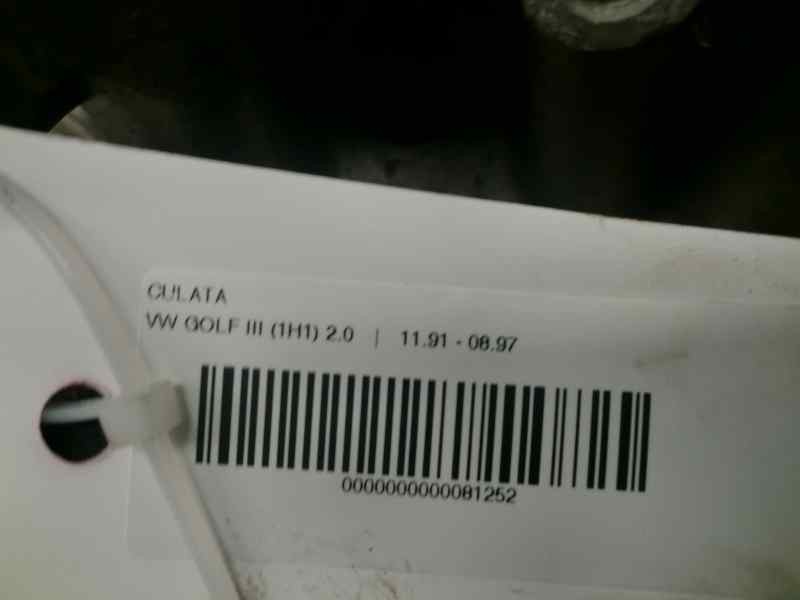 CULATA
VW GOLF III (1H1) 2.0 | 11.91 - 08.97
0000000000081252